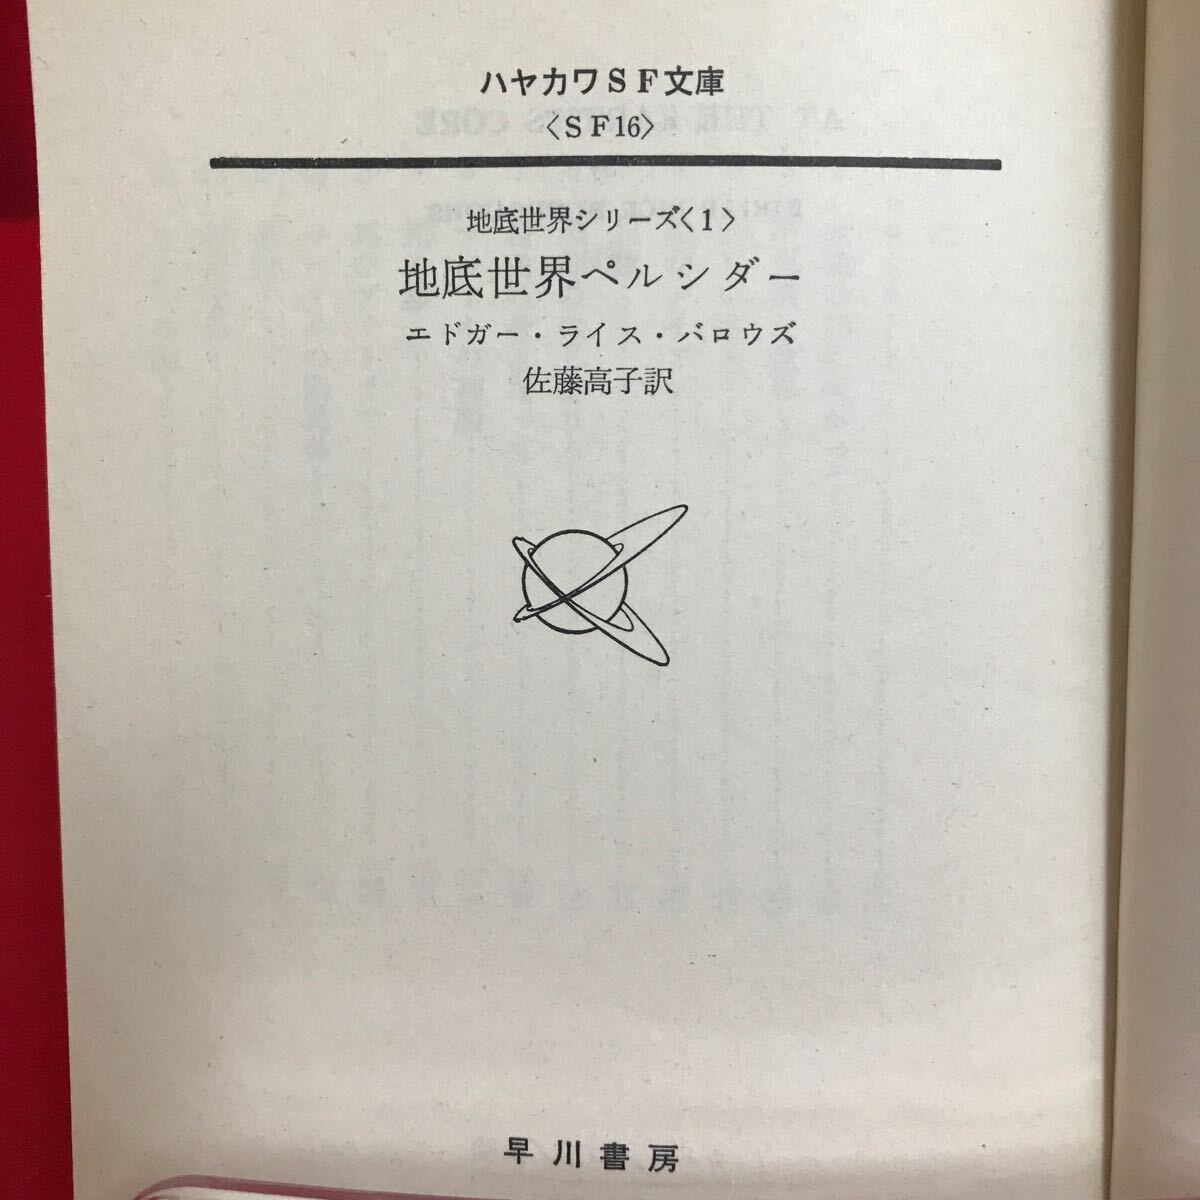 ハヤカワSF文庫
〈SF16〉
地底世界シリーズ〈1〉
地底世界ペルシダー
エドガー・ライス・バロウズ
佐藤高子訳
早川書房